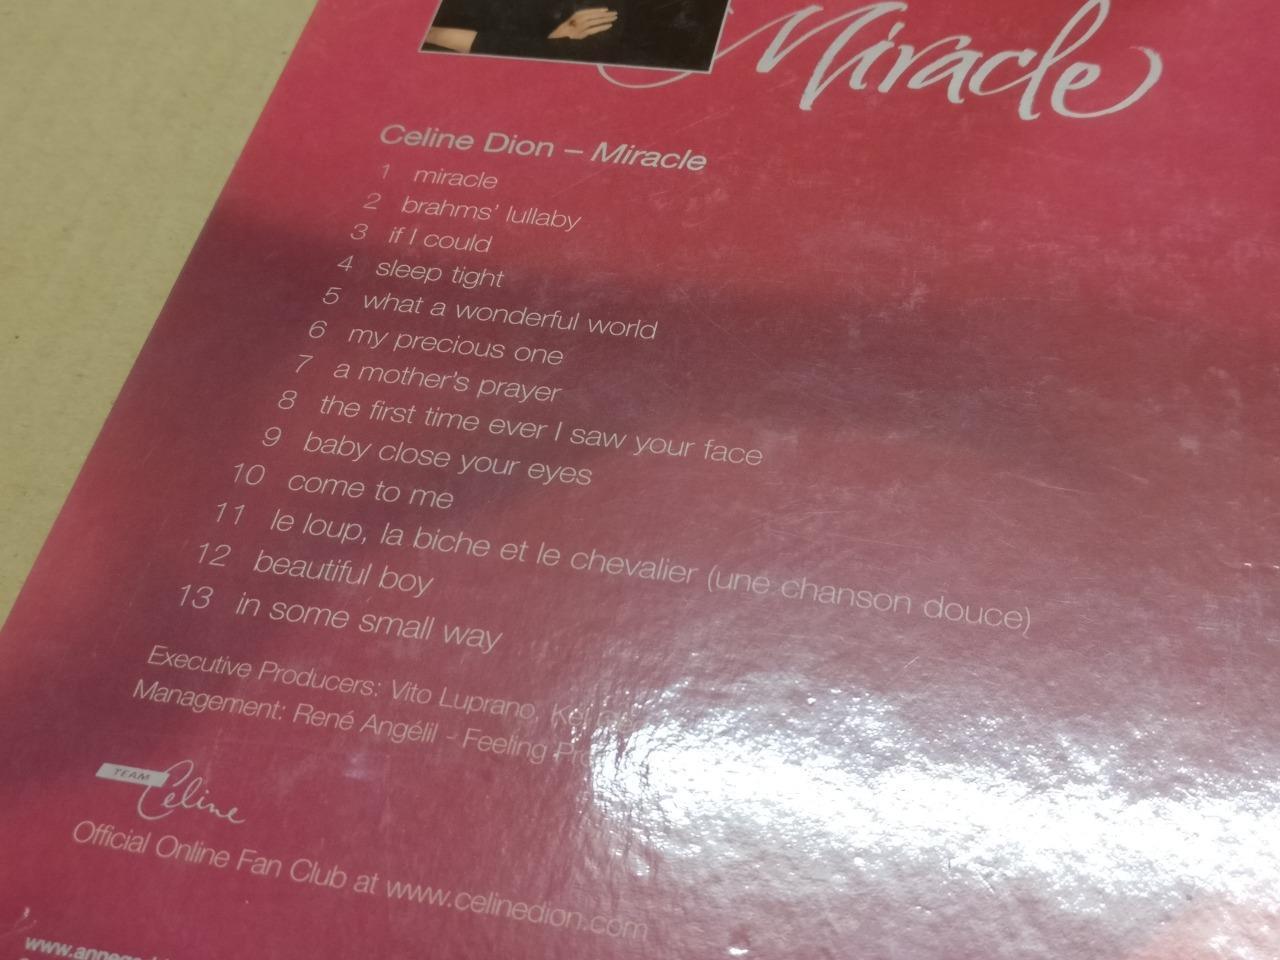 Miracle
Celine Dion – Miracle
1 miracle
2 brahms' lullaby
3 if I could
4 sleep tight
5 what a wonderful world
6 my precious one
7 a mother's prayer
8 the first time ever I saw your face
9 baby close your eyes
10 come to me
11 le loup, la biche et le chevalier (une chanson douce)
12 beautiful boy
13 in some small way
Executive Producers: Vito Luprano,
Management: René Angélil - Feeling
TEAM Celine
Official Online Fan Club at www.celinedion.com